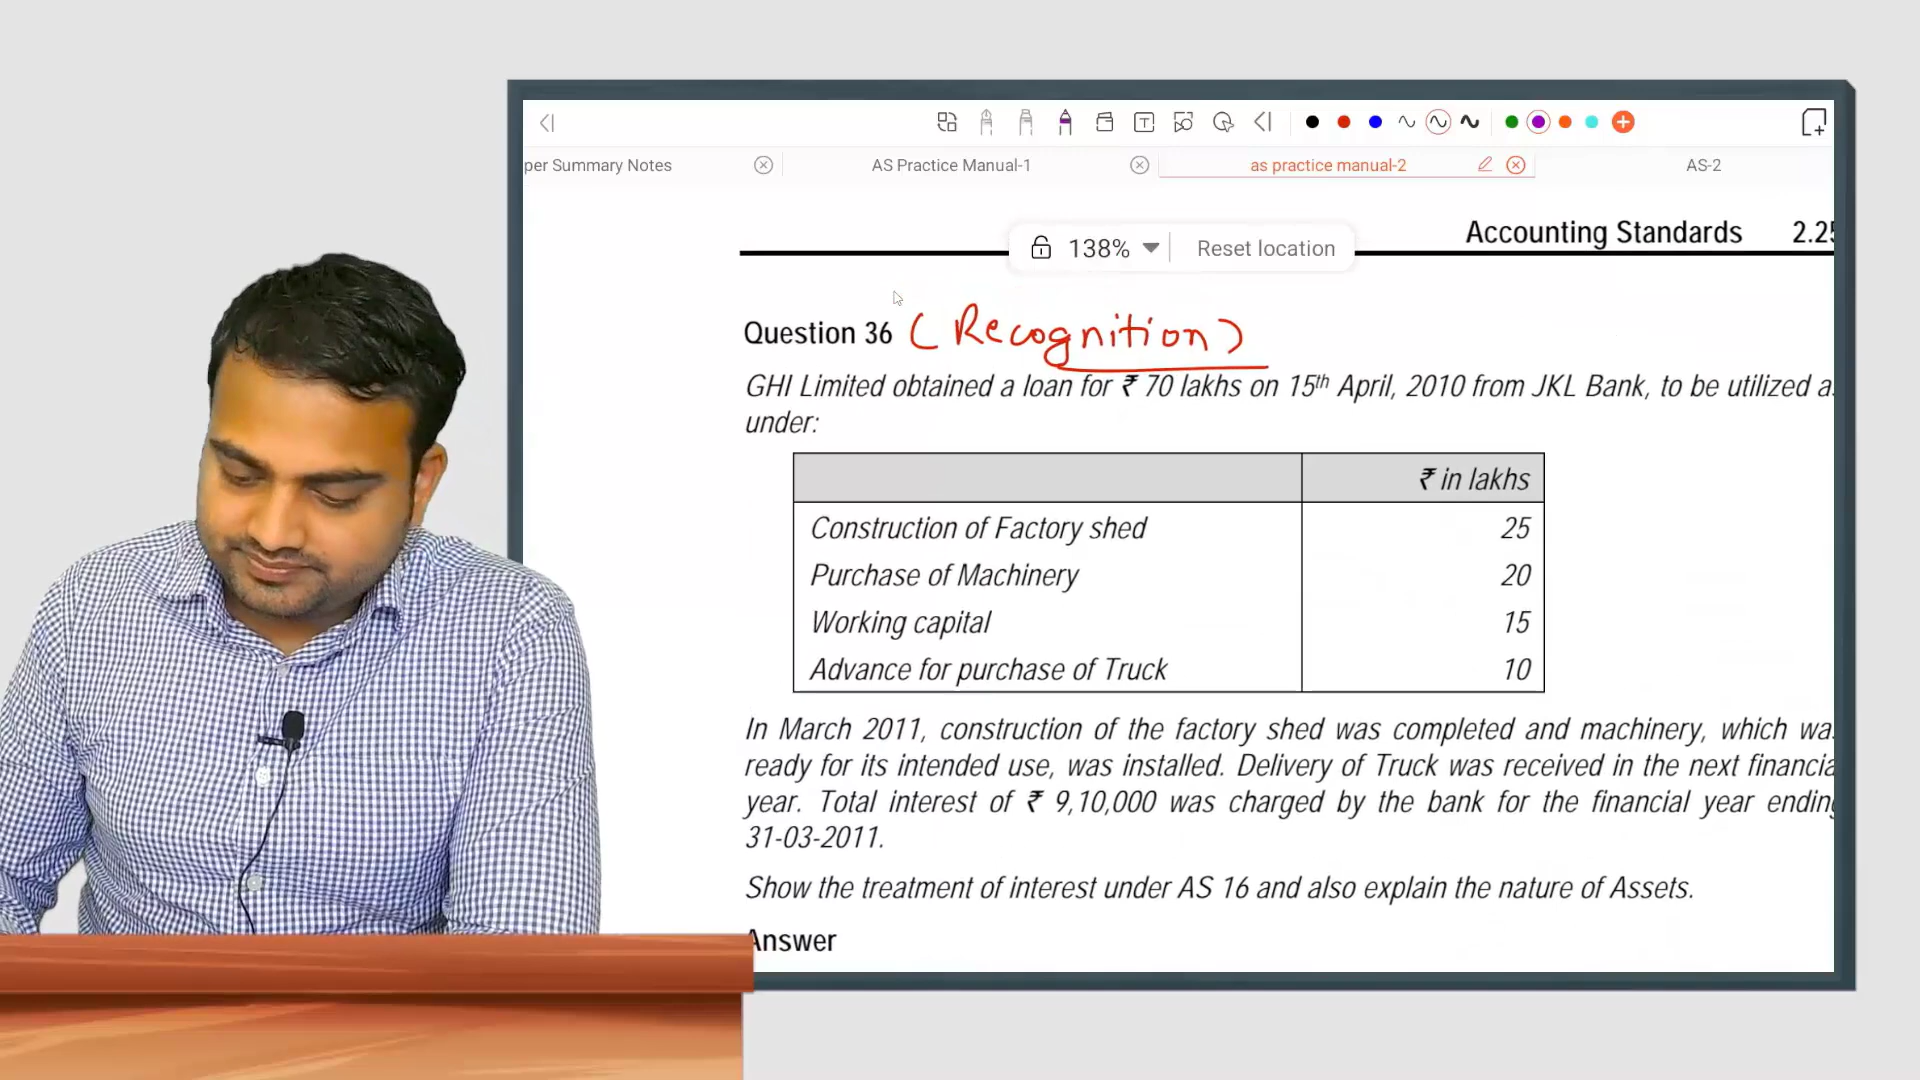 per Summary Notes
AS Practice Manual-1
as practice manual-2
AS-2
138%
Reset location
Accounting Standards 2.25
Question 36 (Recognition)
GHI Limited obtained a loan for ₹ 70 lakhs on 15th April, 2010 from JKL Bank, to be utilized a
under:
₹ in lakhs
Construction of Factory shed 25
Purchase of Machinery 20
Working capital 15
Advance for purchase of Truck 10
In March 2011, construction of the factory shed was completed and machinery, which wa
ready for its intended use, was installed. Delivery of Truck was received in the next financia
year. Total interest of ₹ 9,10,000 was charged by the bank for the financial year ending
31-03-2011.
Show the treatment of interest under AS 16 and also explain the nature of Assets.
Answer